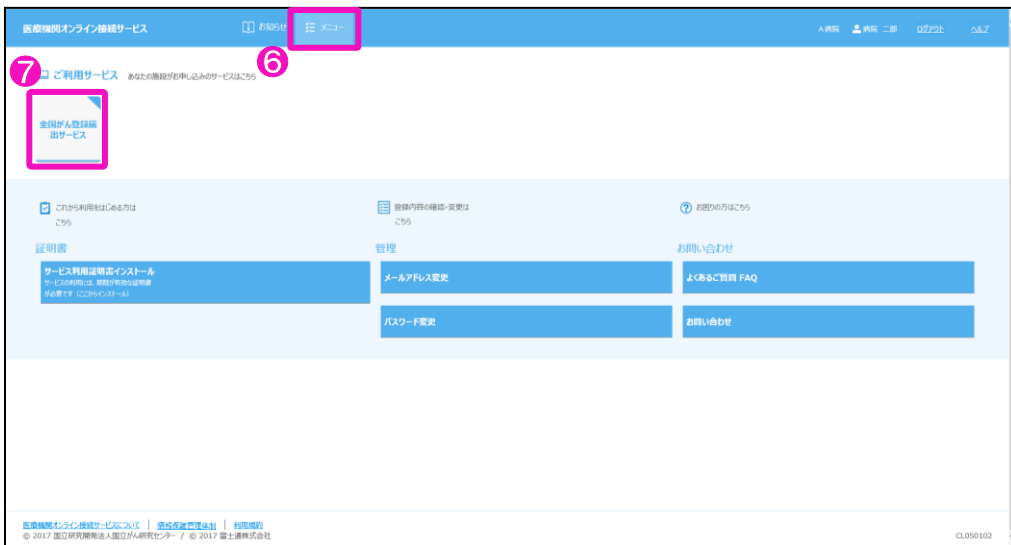 医療機関オンライン接続サービス お知らせ メニュー A病院 病院 二郎 ログアウト ヘルプ
⑥
⑦ ご利用サービス あなたの施設がお申し込みのサービスはこちら
全国がん登録届
出サービス
これから利用をはじめる方は
こちら
登録内容の確認・変更は
こちら
お困りの方はこちら
証明書 管理 お問い合わせ
サービス利用証明書インストール
サービスの利用には、期限が有効な証明書
が必要です（ここからインストール）
メールアドレス変更
よくあるご質問 FAQ
パスワード変更
お問い合わせ
医療機関オンライン接続サービスについて | 情報保護管理体制 | 利用規約
© 2017 国立研究開発法人国立がん研究センター / © 2017 富士通株式会社
CL050102